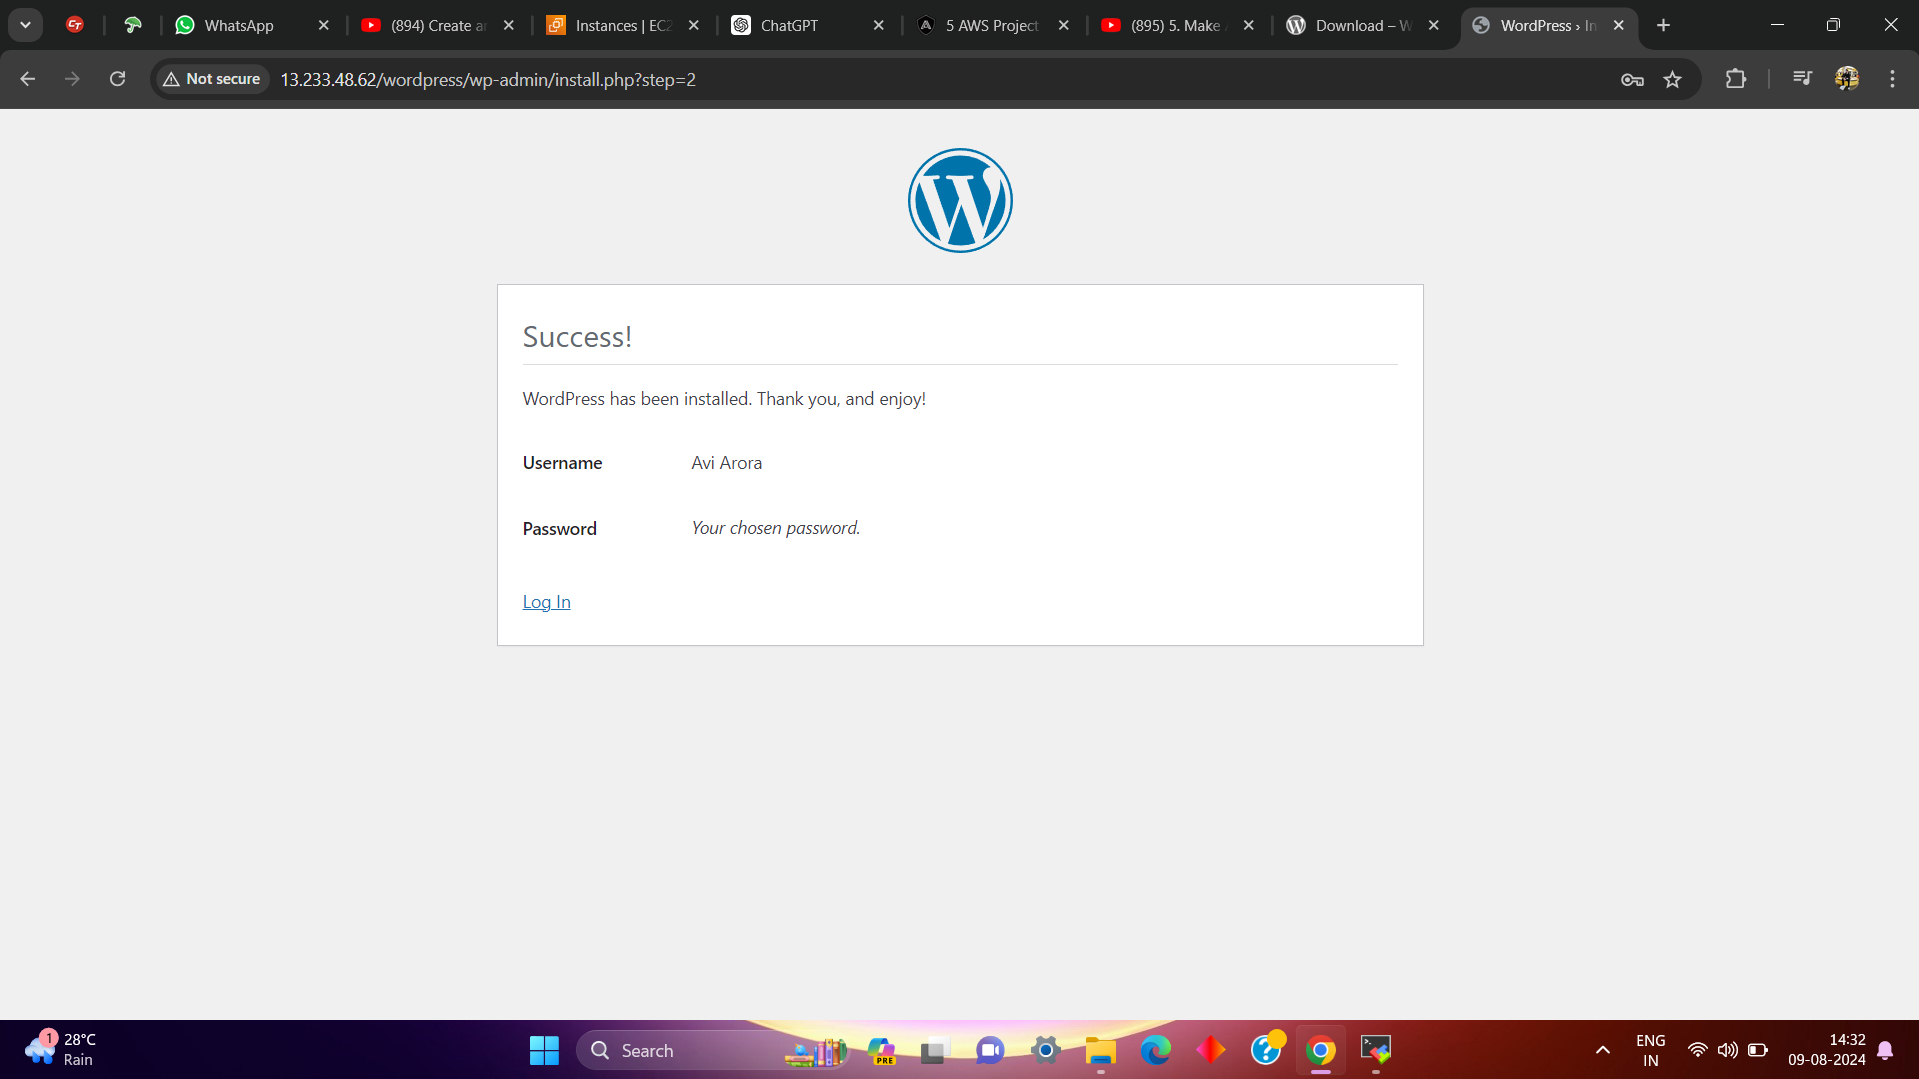 WhatsApp
(894) Create a
Instances | EC2
ChatGPT
5 AWS Project
(895) 5. Make
Download – W
WordPress › In
Not secure
13.233.48.62/wordpress/wp-admin/install.php?step=2
Success!
WordPress has been installed. Thank you, and enjoy!
Username Avi Arora
Password Your chosen password.
Log In
1
28°C
Rain
Search
PRE
ENG
IN
14:32
09-08-2024